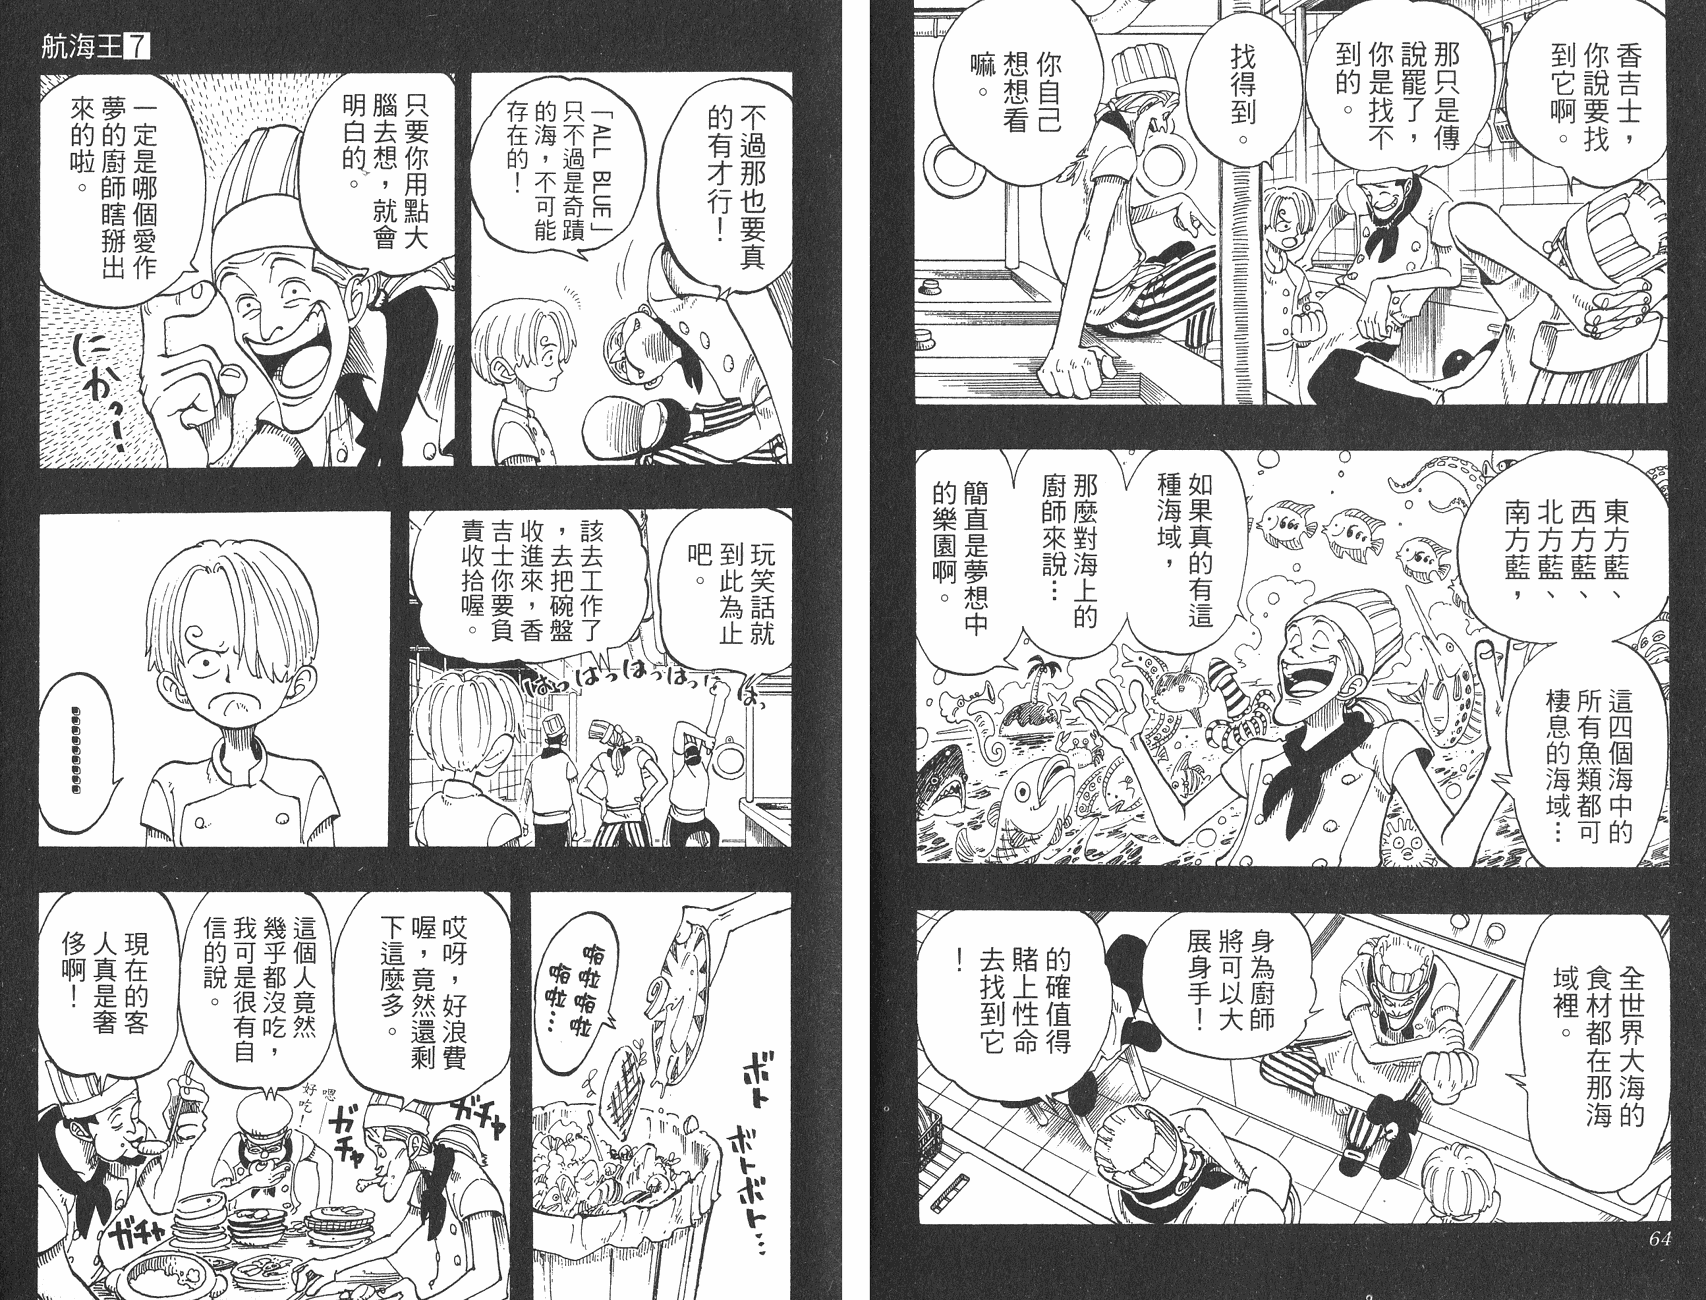 香吉士，
你說要找
到它啊。
那只是傳
說罷了，
你是找不
到的。
找得到。
你自己
想想看
嘛。
東方藍、
西方藍、
北方藍、
南方藍，
這四個海中的
所有魚類都可
棲息的海域…
如果真的有這
種海域，
那麼對海上的
廚師來說…
簡直是夢想中
的樂園啊。
全世界大海的
食材都在那海
域裡。
身為廚師
將可以大
展身手！
的確值得
賭上性命
去找到它
！
64
航海王7
不過那也要真
的有才行！
「ALL BLUE」
只不過是奇蹟
的海，不可能
存在的！
只要你用點大
腦去想，就會
明白的。
一定是哪個愛作
夢的廚師瞎掰出
來的啦。
にかっ！
玩笑話就
到此為止
吧。
該去工作了
，去把碗盤
收進來，香
吉士你要負
責收拾喔。
はっはっはっはっ
はっ
…………
嗨啦嗨啦
嗨啦…
ボト
ボトボト…
哎呀，好浪費
喔，竟然還剩
下這麼多。
這個人竟然
幾乎都沒吃，
我可是很有自
信的說。
現在的客
人真是奢
侈啊！
嗯
好吃
ガチャ
ガチャ
ガチャ